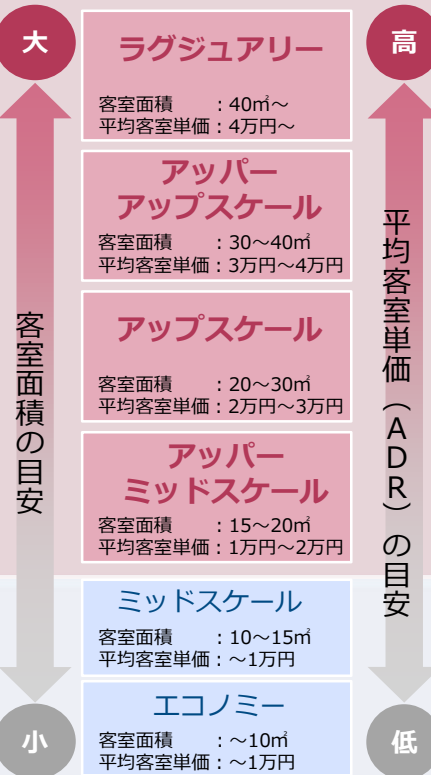 大
高
ラグジュアリー
客室面積　：40㎡～
平均客室単価：4万円～
アッパー
アップスケール
客室面積　：30～40㎡
平均客室単価：3万円～4万円
アップスケール
客室面積　：20～30㎡
平均客室単価：2万円～3万円
アッパー
ミッドスケール
客室面積　：15～20㎡
平均客室単価：1万円～2万円
ミッドスケール
客室面積　：10～15㎡
平均客室単価：～1万円
エコノミー
客室面積　：～10㎡
平均客室単価：～1万円
客室面積の目安
平均客室単価（ADR）の目安
小
低